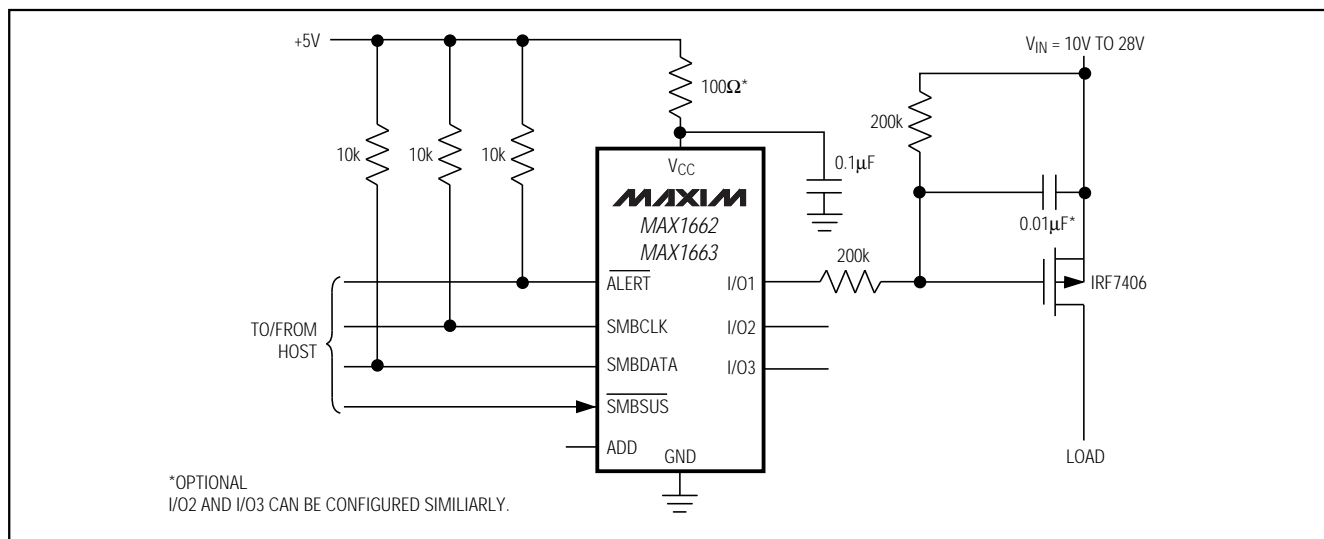 +5V
VIN = 10V TO 28V
100Ω*
200k
10k
10k
10k
VCC
0.1μF
MAXIM
MAX1662
MAX1663
0.01μF*
200k
ALERT
I/O1
IRF7406
TO/FROM
HOST
SMBCLK
I/O2
SMBDATA
I/O3
SMBSUS
ADD
GND
LOAD
*OPTIONAL
I/O2 AND I/O3 CAN BE CONFIGURED SIMILIARLY.